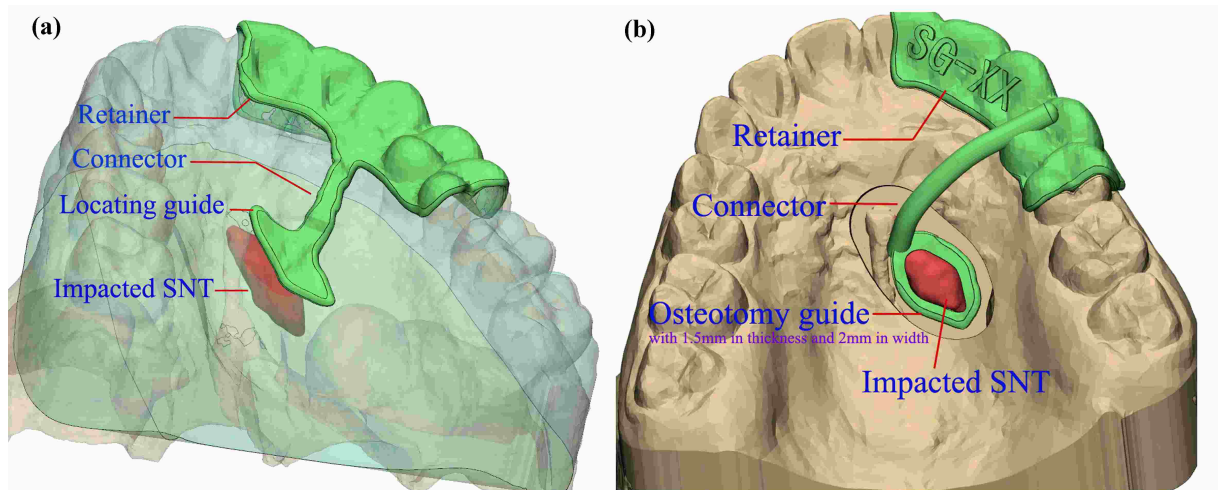 (a)
Retainer
Connector
Locating guide
Impacted SNT
(b)
SG-XX
Retainer
Connector
Osteotomy guide
with 1.5mm in thickness and 2mm in width
Impacted SNT